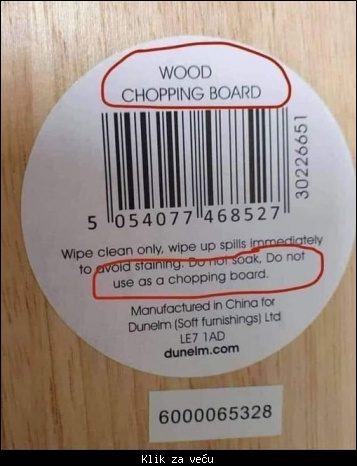 WOOD
CHOPPING BOARD
30226651
5 054077 468527
Wipe clean only, wipe up spills immediately
to avoid staining. Do not soak, Do not
use as a chopping board.
Manufactured in China for
Dunelm (Soft furnishings) Ltd
LE7 1AD
dunelm.com
6000065328
Klik za veću